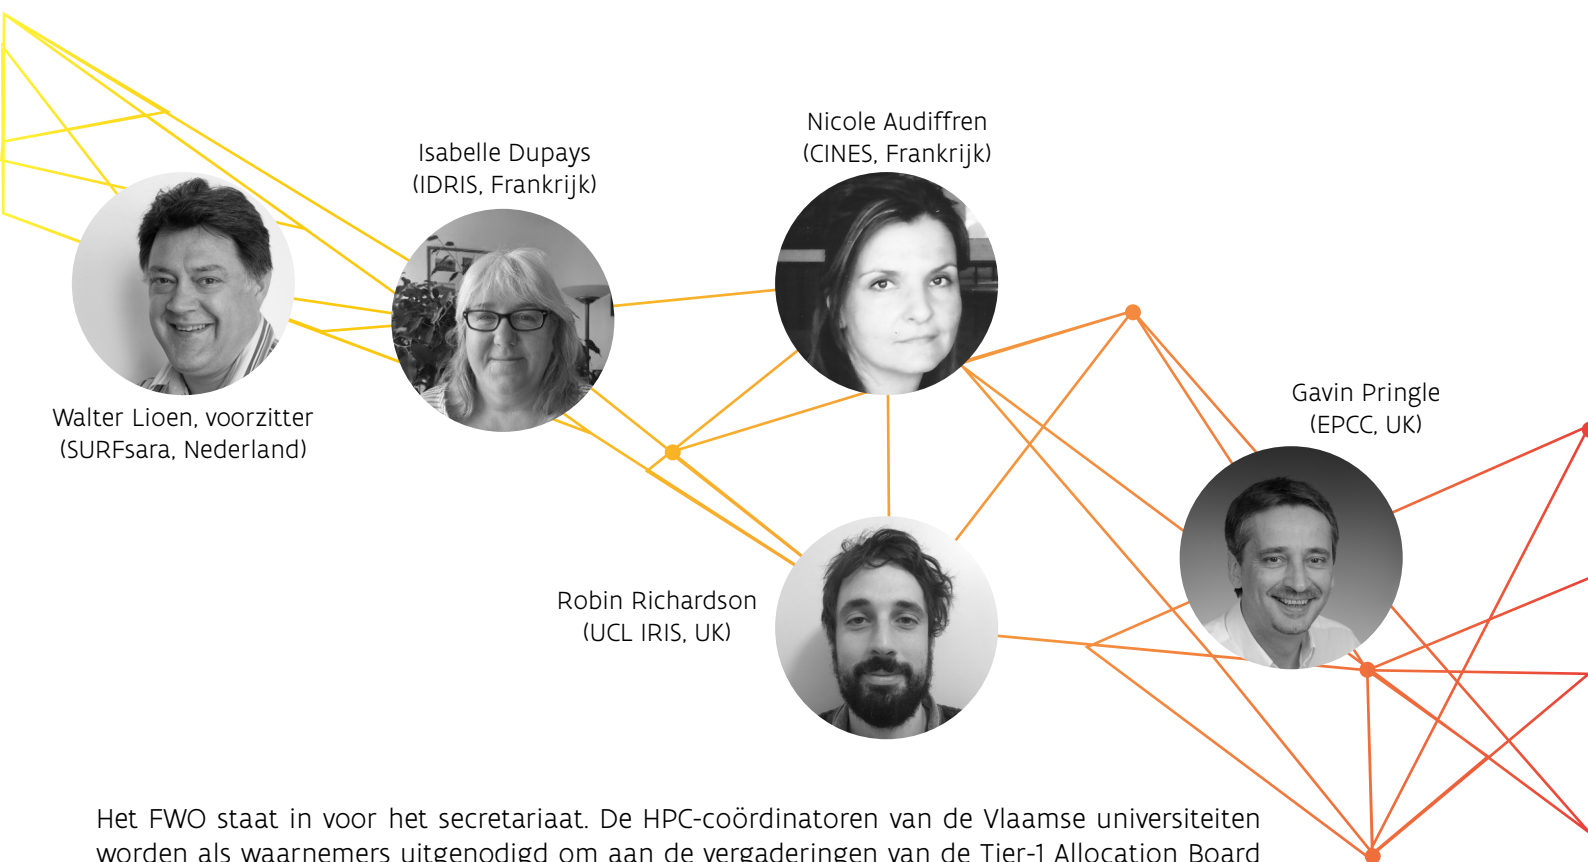 Nicole Audiffren
(CINES, Frankrijk)
Isabelle Dupays
(IDRIS, Frankrijk)
Walter Lioen, voorzitter
(SURFsara, Nederland)
Gavin Pringle
(EPCC, UK)
Robin Richardson
(UCL IRIS, UK)
Het FWO staat in voor het secretariaat. De HPC-coördinatoren van de Vlaamse universiteiten
worden als waarnemers uitgenodigd om aan de vergaderingen van de Tier-1 Allocation Board